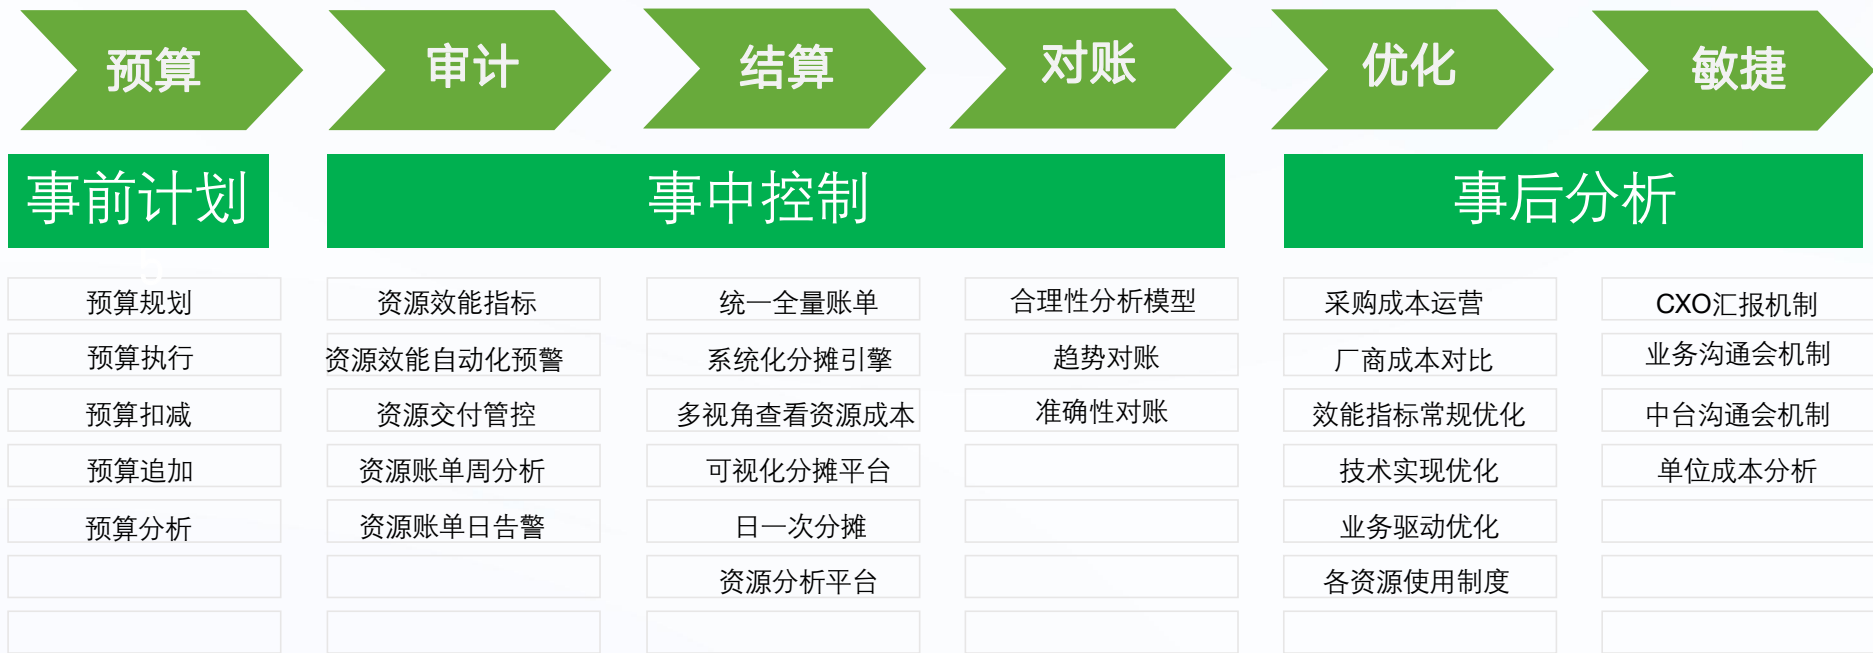 预算
审计
结算
对账
优化
敏捷
事前计划
事中控制
事后分析
预算规划
预算执行
预算扣减
预算追加
预算分析
资源效能指标
资源效能自动化预警
资源交付管控
资源账单周分析
资源账单日告警
统一全量账单
系统化分摊引擎
多视角查看资源成本
可视化分摊平台
日一次分摊
资源分析平台
合理性分析模型
趋势对账
准确性对账
采购成本运营
厂商成本对比
效能指标常规优化
技术实现优化
业务驱动优化
各资源使用制度
CXO汇报机制
业务沟通会机制
中台沟通会机制
单位成本分析